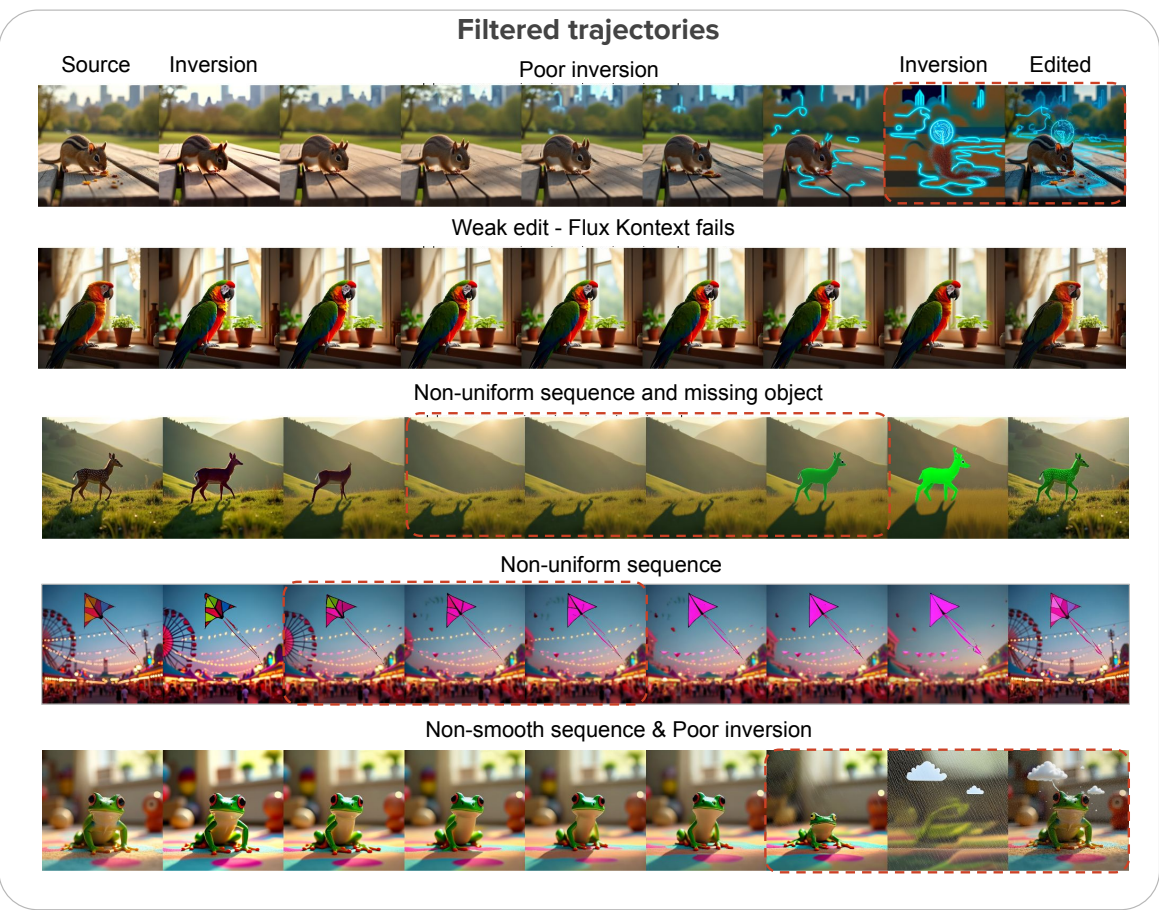 Filtered trajectories
Source Inversion Poor inversion Inversion Edited
Weak edit - Flux Kontext fails
Non-uniform sequence and missing object
Non-uniform sequence
Non-smooth sequence & Poor inversion